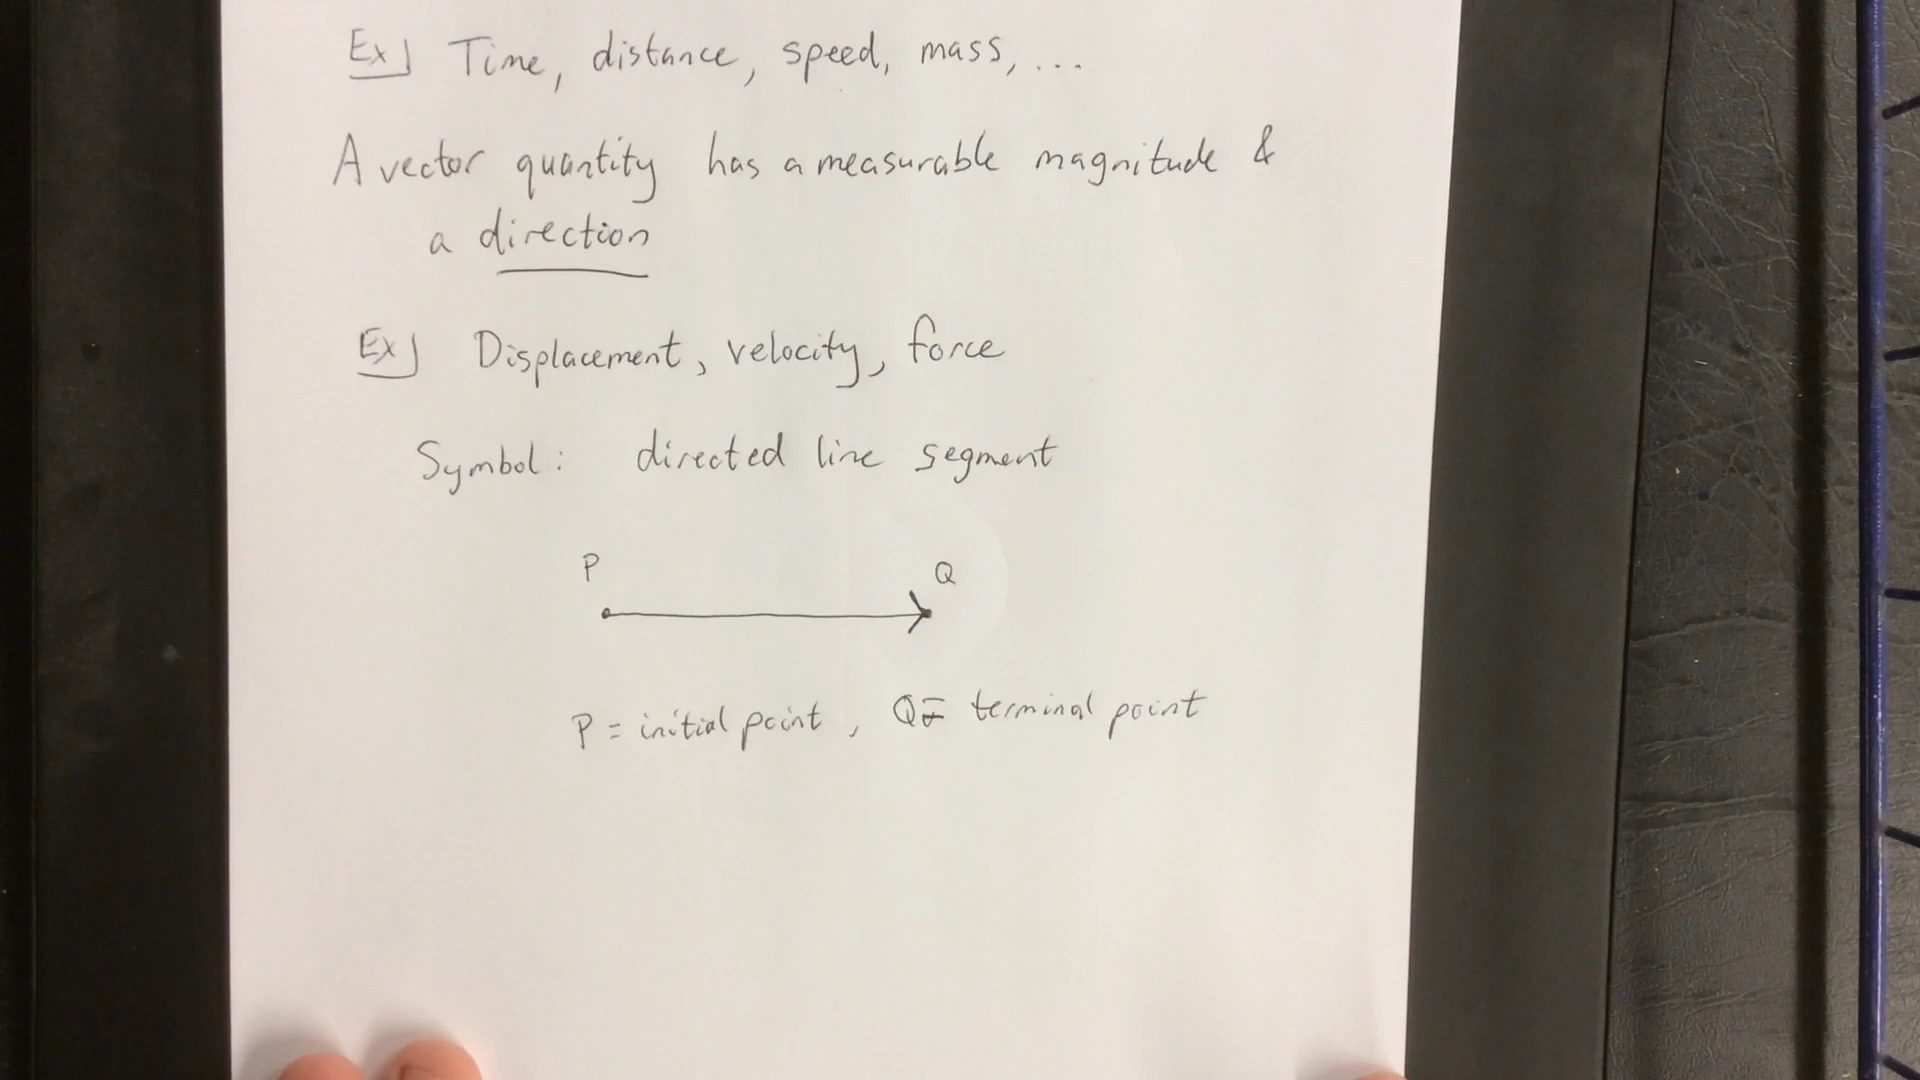 Ex] Time, distance, speed, mass, ...
A vector quantity has a measurable magnitude &
a direction
Ex] Displacement, velocity, force
Symbol: directed line segment
P Q
P = initial point, Q = terminal point